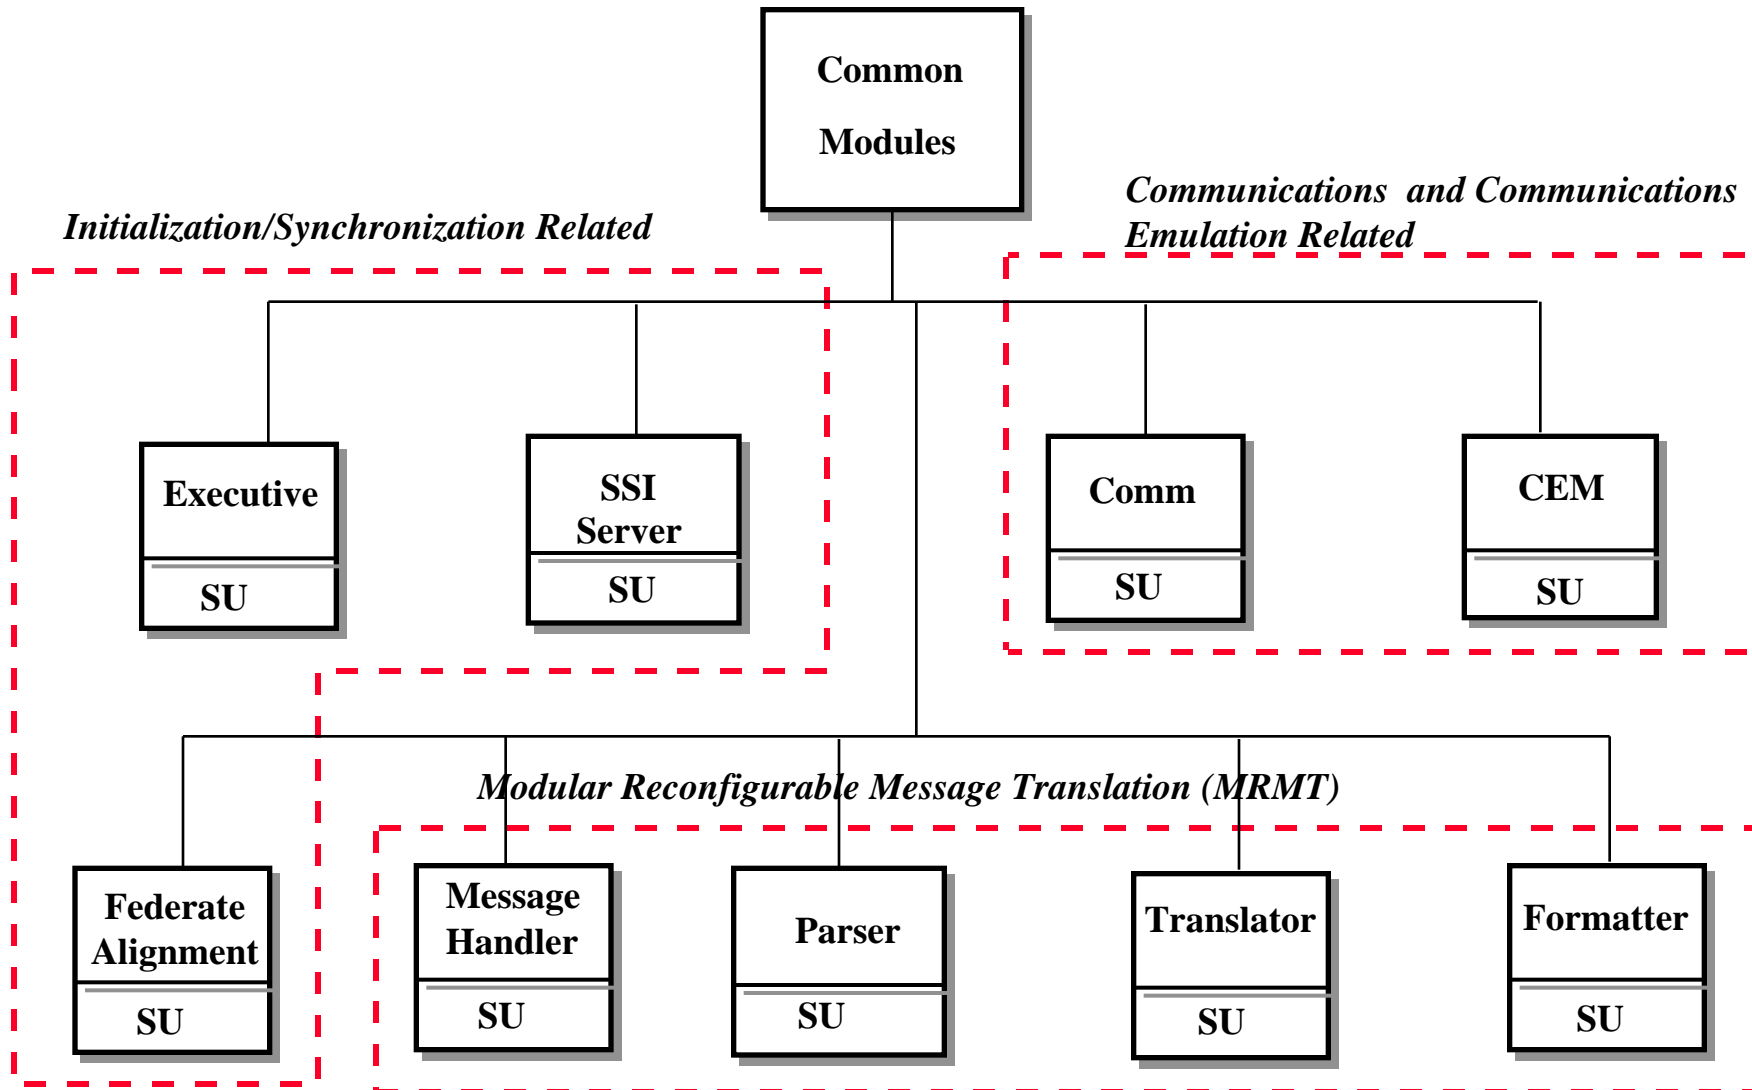 Common
Modules
Initialization/Synchronization Related
Communications and Communications
Emulation Related
Executive
SU
SSI
Server
SU
Comm
SU
CEM
SU
Modular Reconfigurable Message Translation (MRMT)
Federate
Alignment
SU
Message
Handler
SU
Parser
SU
Translator
SU
Formatter
SU